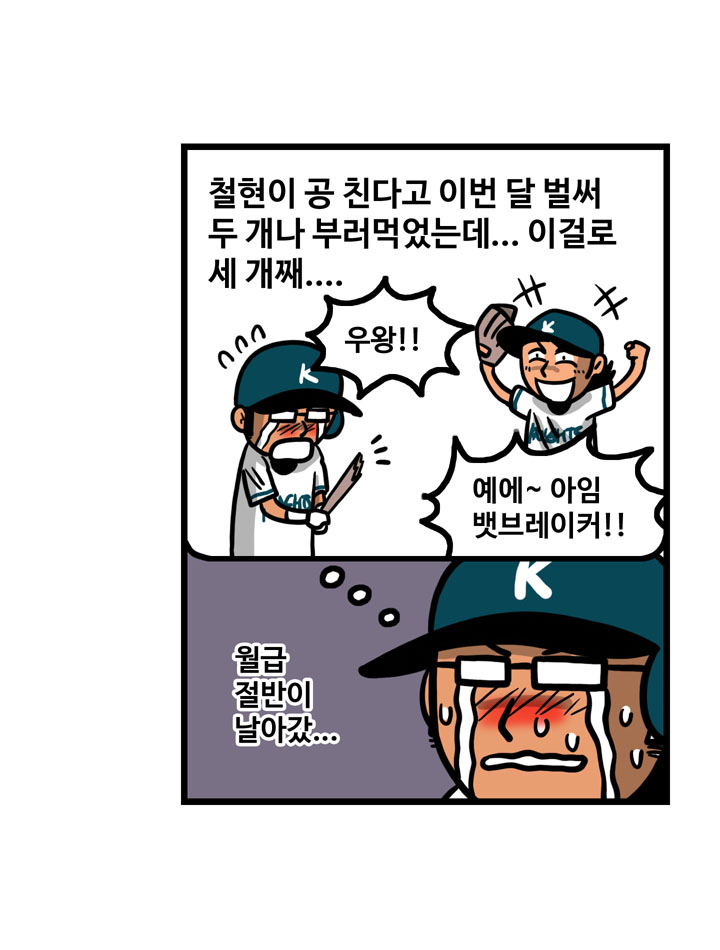 철현이 공 친다고 이번 달 벌써
두 개나 부러먹었는데... 이걸로
세 개째....
우왕!!
K
K
예에~ 아임
뱃브레이커!!
K
월급
절반이
날아갔...